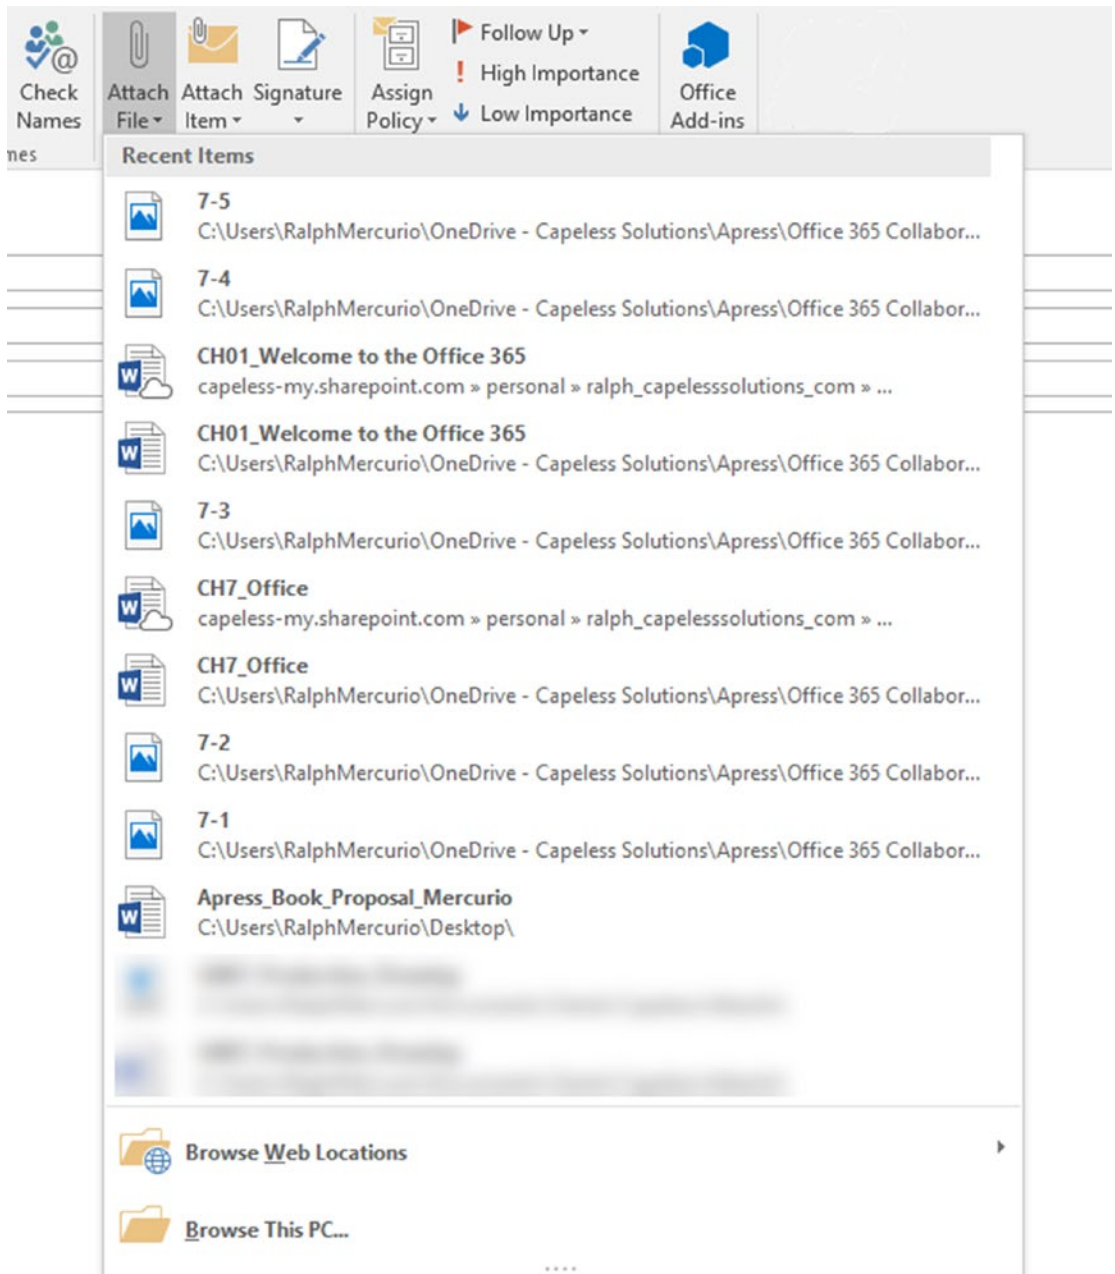 Check
Names
Attach
File
Attach
Item
Signature
Assign
Policy
Follow Up
High Importance
Low Importance
Office
Add-ins
mes
Recent Items
7-5
C:\Users\RalphMercurio\OneDrive - Capeless Solutions\Apress\Office 365 Collabor...
7-4
C:\Users\RalphMercurio\OneDrive - Capeless Solutions\Apress\Office 365 Collabor...
CH01_Welcome to the Office 365
capeless-my.sharepoint.com » personal » ralph_capelesssolutions_com » ...
CH01_Welcome to the Office 365
C:\Users\RalphMercurio\OneDrive - Capeless Solutions\Apress\Office 365 Collabor...
7-3
C:\Users\RalphMercurio\OneDrive - Capeless Solutions\Apress\Office 365 Collabor...
CH7_Office
capeless-my.sharepoint.com » personal » ralph_capelesssolutions_com » ...
CH7_Office
C:\Users\RalphMercurio\OneDrive - Capeless Solutions\Apress\Office 365 Collabor...
7-2
C:\Users\RalphMercurio\OneDrive - Capeless Solutions\Apress\Office 365 Collabor...
7-1
C:\Users\RalphMercurio\OneDrive - Capeless Solutions\Apress\Office 365 Collabor...
Apress_Book_Proposal_Mercurio
C:\Users\RalphMercurio\Desktop\
Browse Web Locations
Browse This PC...